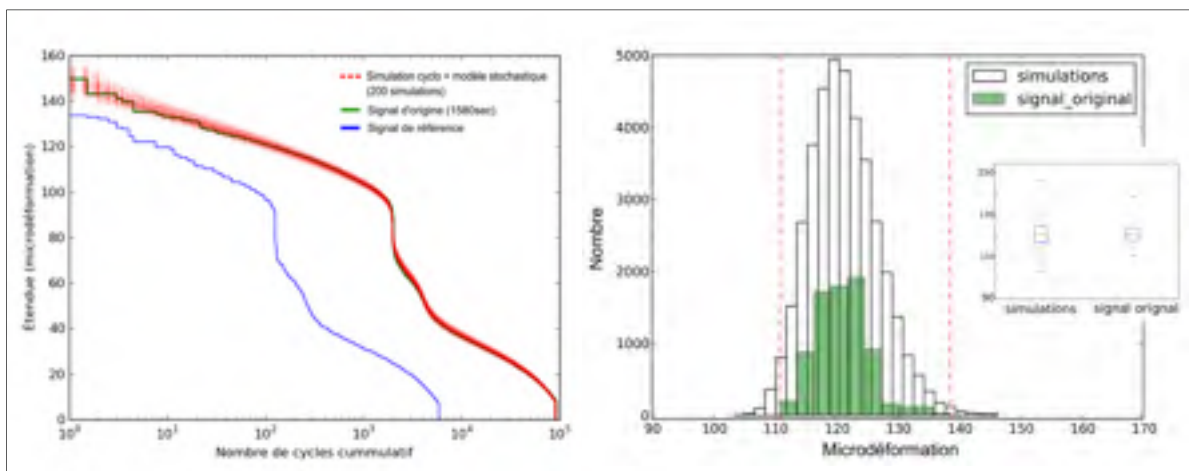 160
140
120
100
80
60
40
20
0
Étendue (microdéformation)
10⁰
10¹
10²
10³
10⁴
10⁵
Nombre de cycles cummulatif
Simulation cyclo + modèle stochastique
(200 simulations)
Signal d'origine (1580sec)
Signal de référence
5000
4000
3000
2000
1000
0
Nombre
90
100
110
120
130
140
150
160
170
Microdéformation
simulations
signal_original
90
simulations
signal orignal